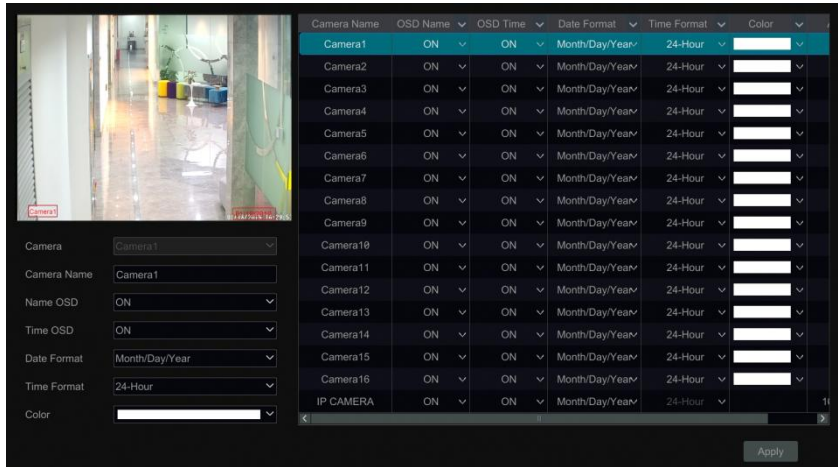 Camera Name OSD Name OSD Time Date Format Time Format Color
Camera1 ON ON Month/Day/Year 24-Hour
Camera2 ON ON Month/Day/Year 24-Hour
Camera3 ON ON Month/Day/Year 24-Hour
Camera4 ON ON Month/Day/Year 24-Hour
Camera5 ON ON Month/Day/Year 24-Hour
Camera6 ON ON Month/Day/Year 24-Hour
Camera7 ON ON Month/Day/Year 24-Hour
Camera8 ON ON Month/Day/Year 24-Hour
Camera9 ON ON Month/Day/Year 24-Hour
Camera10 ON ON Month/Day/Year 24-Hour
Camera11 ON ON Month/Day/Year 24-Hour
Camera12 ON ON Month/Day/Year 24-Hour
Camera13 ON ON Month/Day/Year 24-Hour
Camera14 ON ON Month/Day/Year 24-Hour
Camera15 ON ON Month/Day/Year 24-Hour
Camera16 ON ON Month/Day/Year 24-Hour
IP CAMERA ON ON Month/Day/Year 24-Hour
Camera1
Camera Camera1
Camera Name Camera1
Name OSD ON
Time OSD ON
Date Format Month/Day/Year
Time Format 24-Hour
Color
Apply